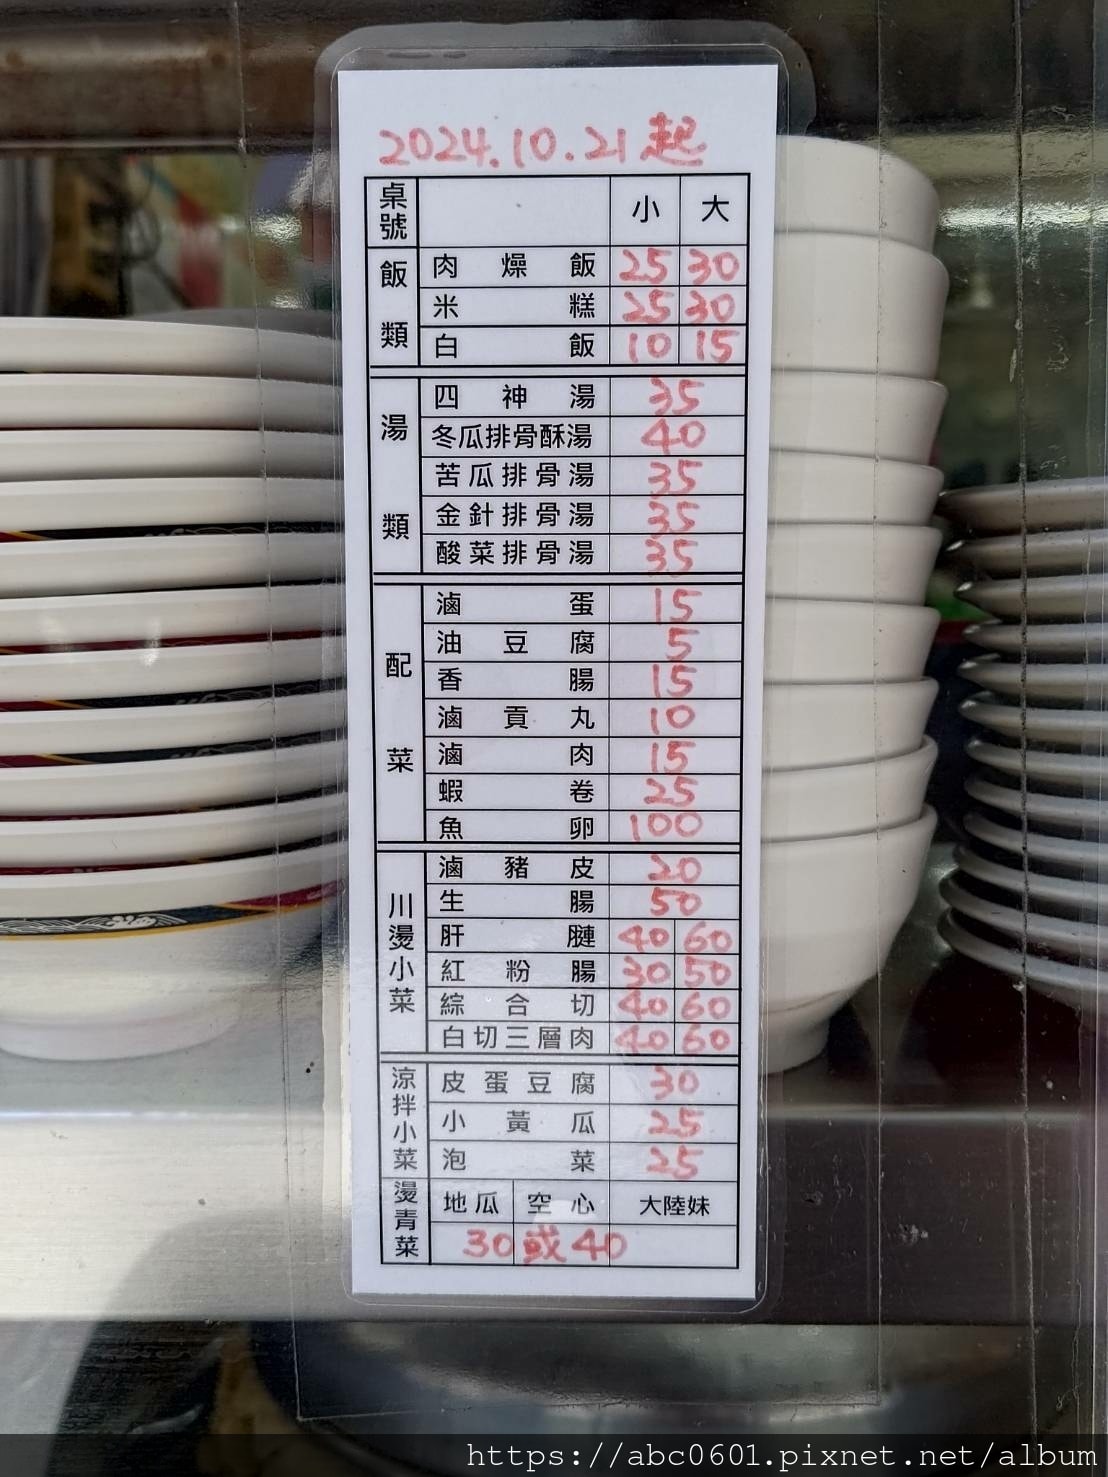 2024.10.21起
桌號 小 大
飯類
肉燥飯 25 30
米糕 25 30
白飯 10 15
湯類
四神湯 35
冬瓜排骨酥湯 40
苦瓜排骨湯 35
金針排骨湯 35
酸菜排骨湯 35
配菜
滷蛋 15
油豆腐 5
香腸 15
滷貢丸 10
滷肉 15
蝦卷 25
魚卵 100
川燙小菜
滷豬皮 20
生腸 50
肝腱 40 60
紅粉腸 30 50
綜合切 40 60
白切三層肉 40 60
涼拌小菜
皮蛋豆腐 30
小黃瓜 25
泡菜 25
燙青菜
地瓜 空心 大陸妹
30或40
https://abc0601.pixnet.net/album